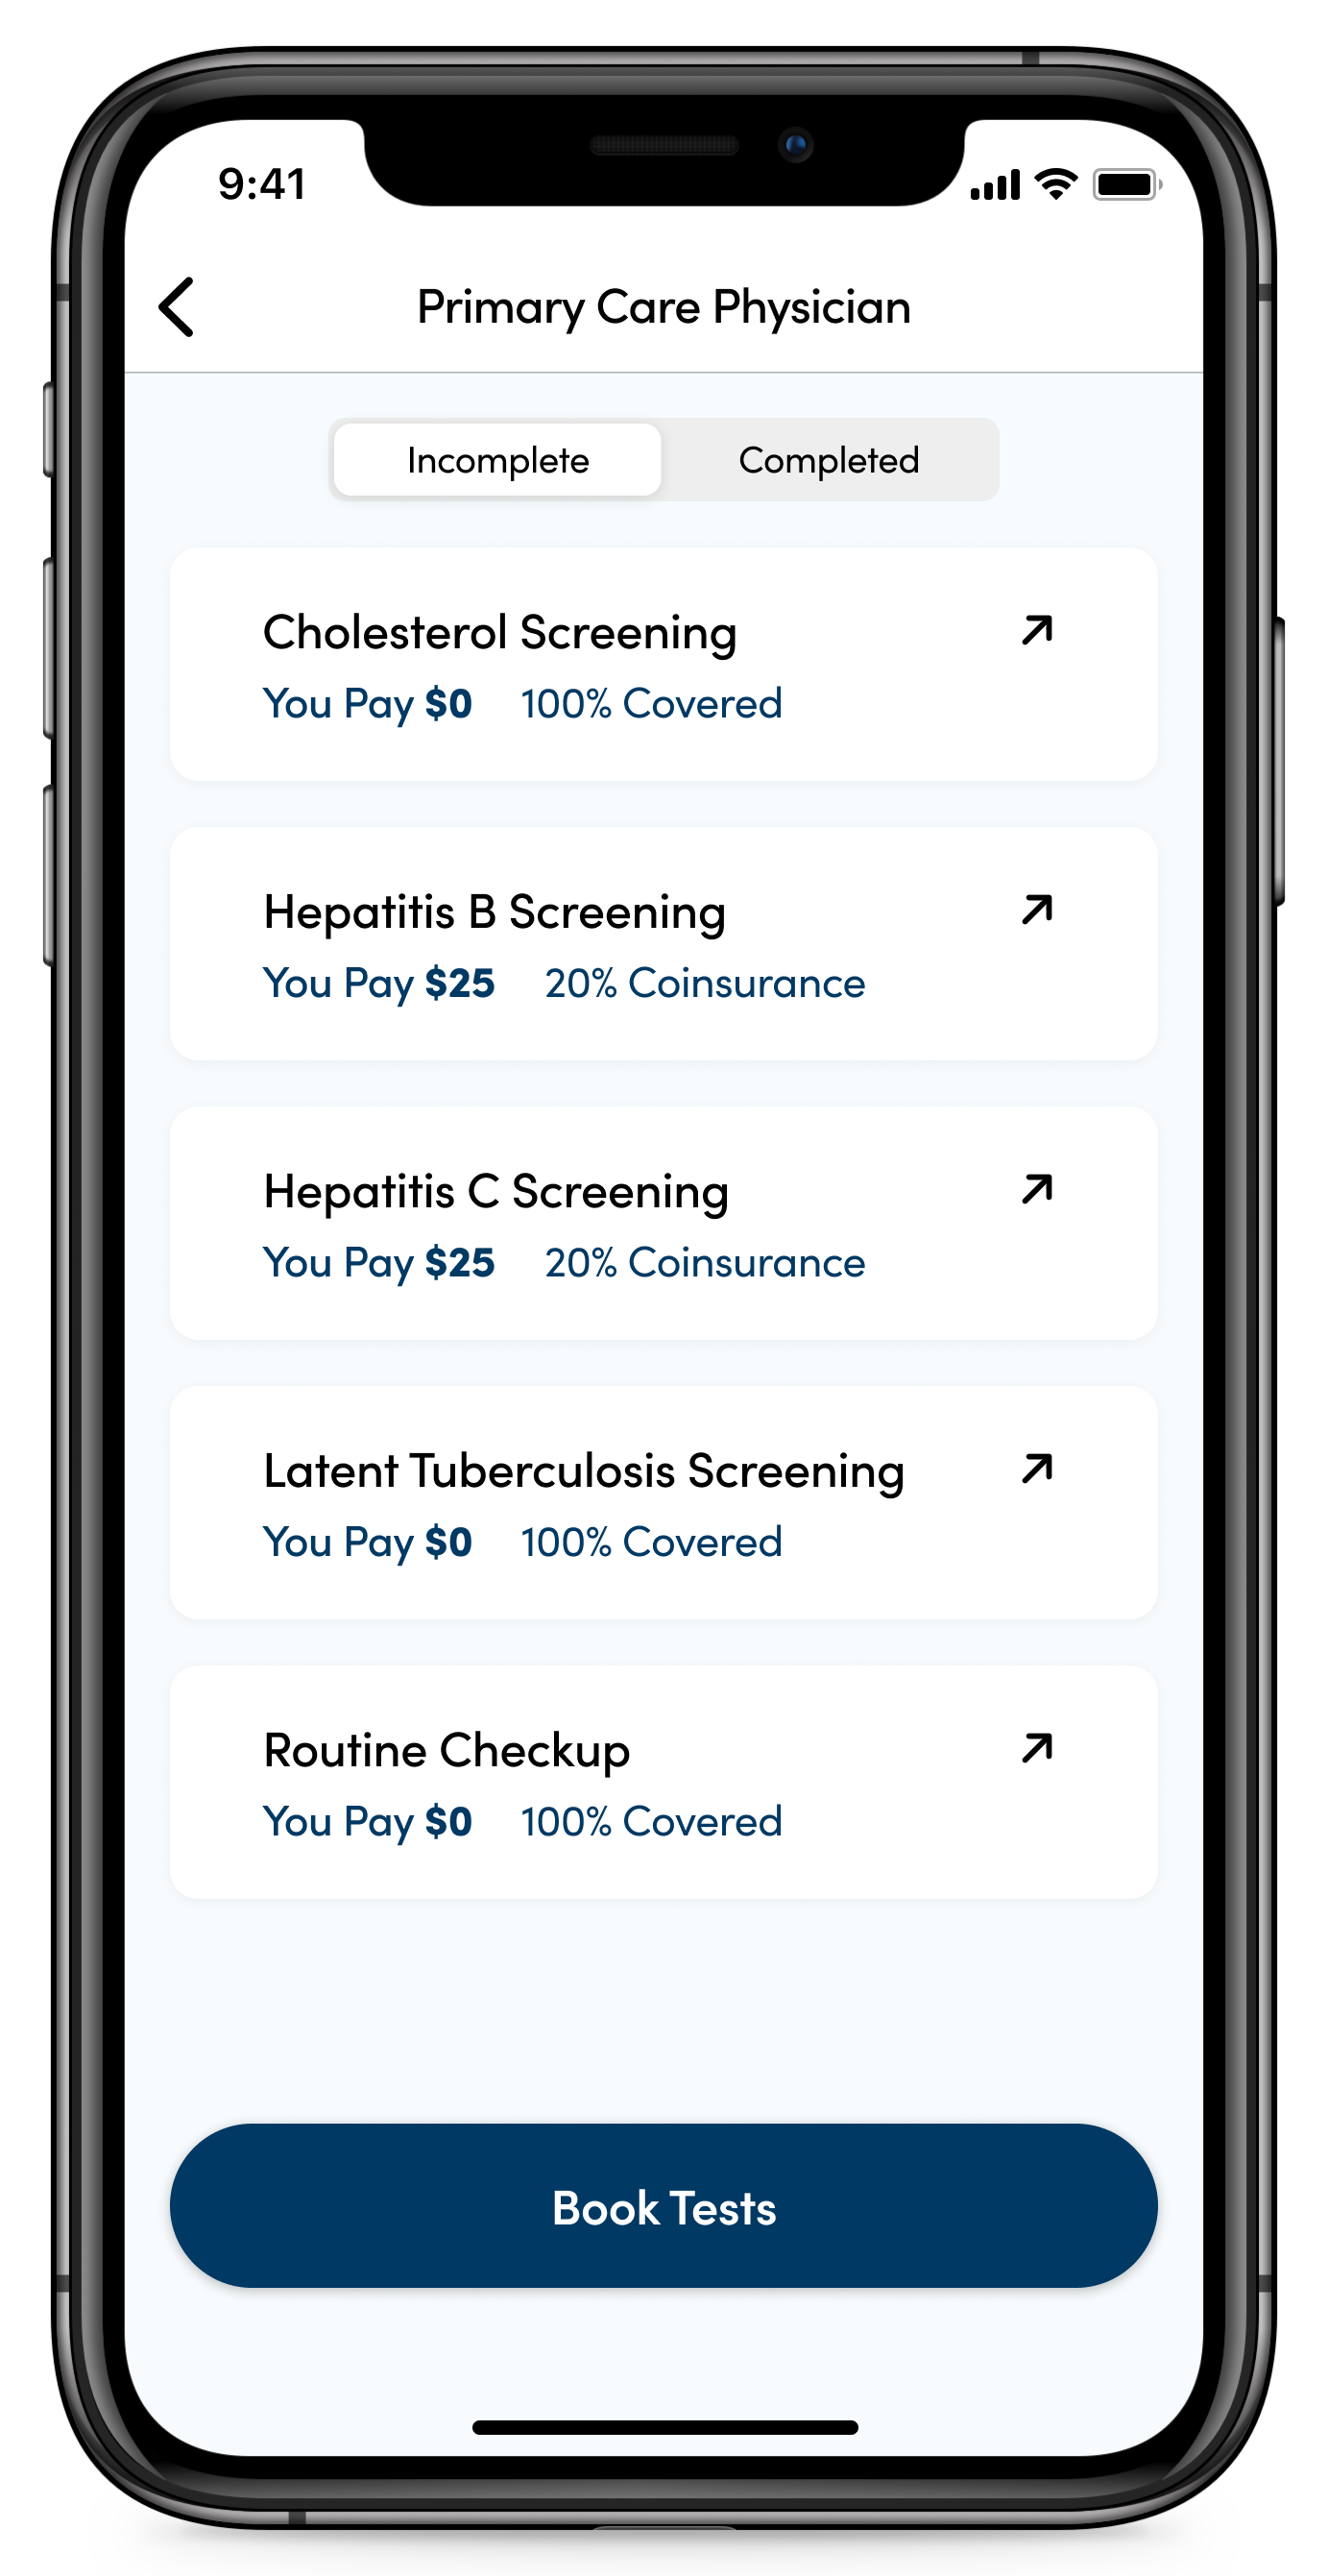 9:41
Primary Care Physician
Incomplete Completed
Cholesterol Screening
You Pay $0 100% Covered
Hepatitis B Screening
You Pay $25 20% Coinsurance
Hepatitis C Screening
You Pay $25 20% Coinsurance
Latent Tuberculosis Screening
You Pay $0 100% Covered
Routine Checkup
You Pay $0 100% Covered
Book Tests